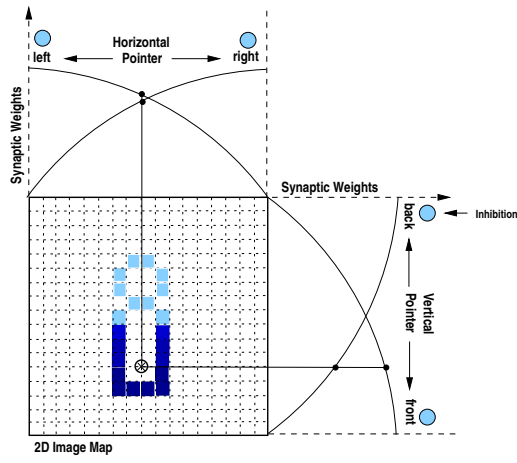 Horizontal
Pointer
left
right
Synaptic Weights
Synaptic Weights
back
Inhibition
Vertical
Pointer
front
2D Image Map